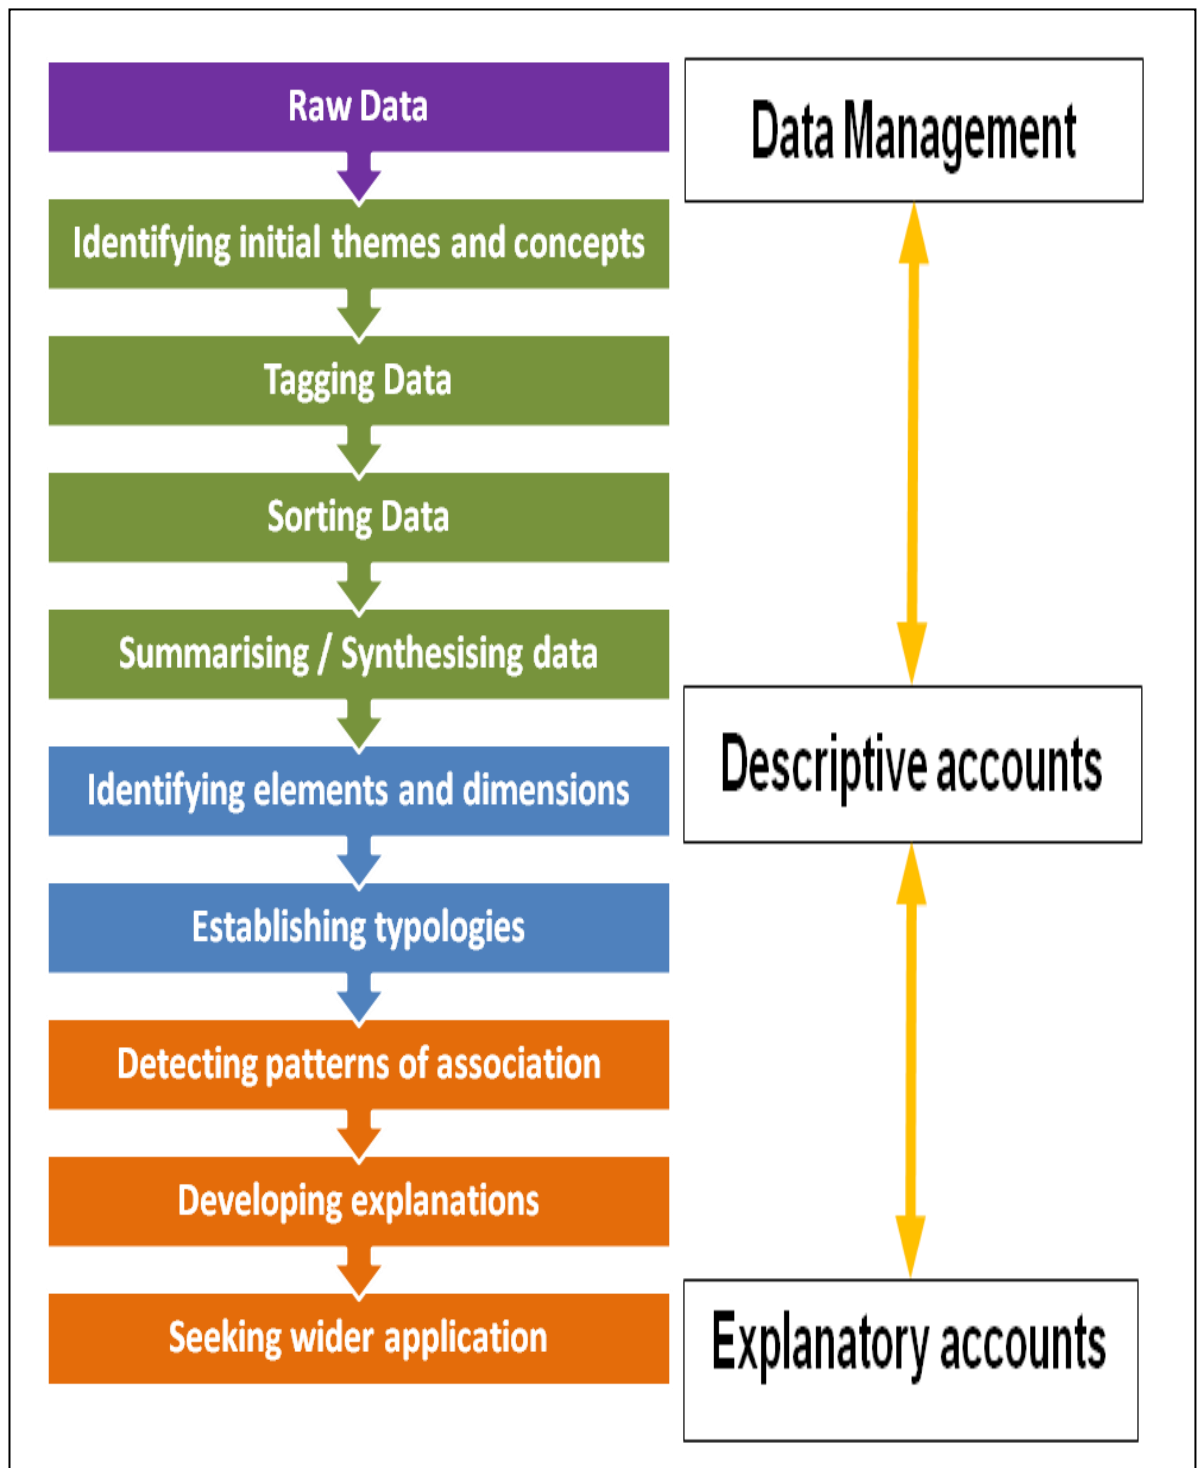 Raw Data
Identifying initial themes and concepts
Tagging Data
Sorting Data
Summarising / Synthesising data
Identifying elements and dimensions
Establishing typologies
Detecting patterns of association
Developing explanations
Seeking wider application
Data Management
Descriptive accounts
Explanatory accounts